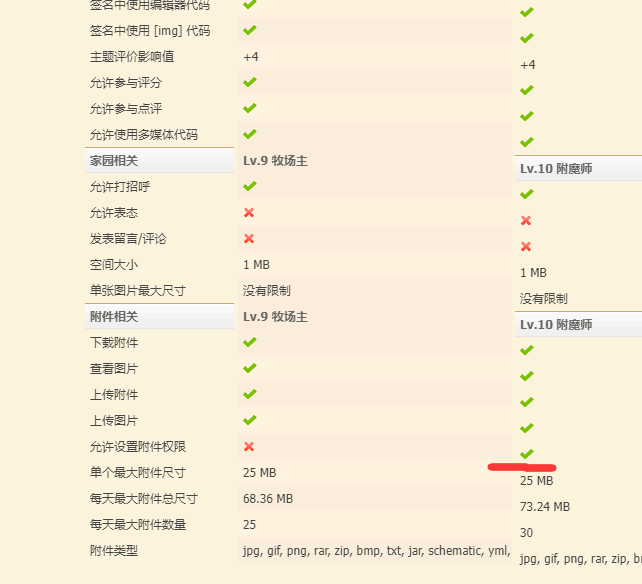 签名中使用编辑器代码
签名中使用 [img] 代码
主题评价影响值 +4 +4
允许参与评分
允许参与点评
允许使用多媒体代码
家园相关 Lv.9 牧场主 Lv.10 附魔师
允许打招呼
允许表态
发表留言/评论
空间大小 1 MB 1 MB
单张图片最大尺寸 没有限制 没有限制
附件相关 Lv.9 牧场主 Lv.10 附魔师
下载附件
查看图片
上传附件
上传图片
允许设置附件权限
单个最大附件尺寸 25 MB 25 MB
每天最大附件总尺寸 68.36 MB 73.24 MB
每天最大附件数量 25 30
附件类型 jpg, gif, png, rar, zip, bmp, txt, jar, schematic, yml, jpg, gif, png, rar, zip,